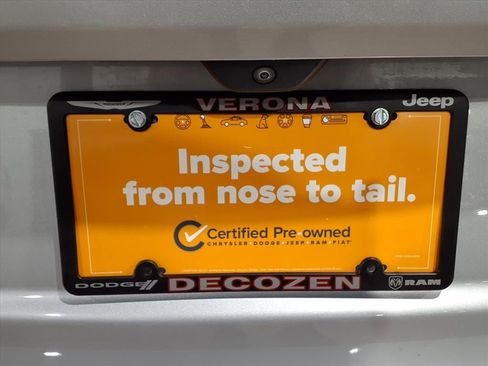 VERONA
Jeep
Inspected
from nose to tail.
Certified Pre-owned
CHRYSLER • DODGE • JEEP • RAM • FIAT
DODGE
DECOZEN
RAM